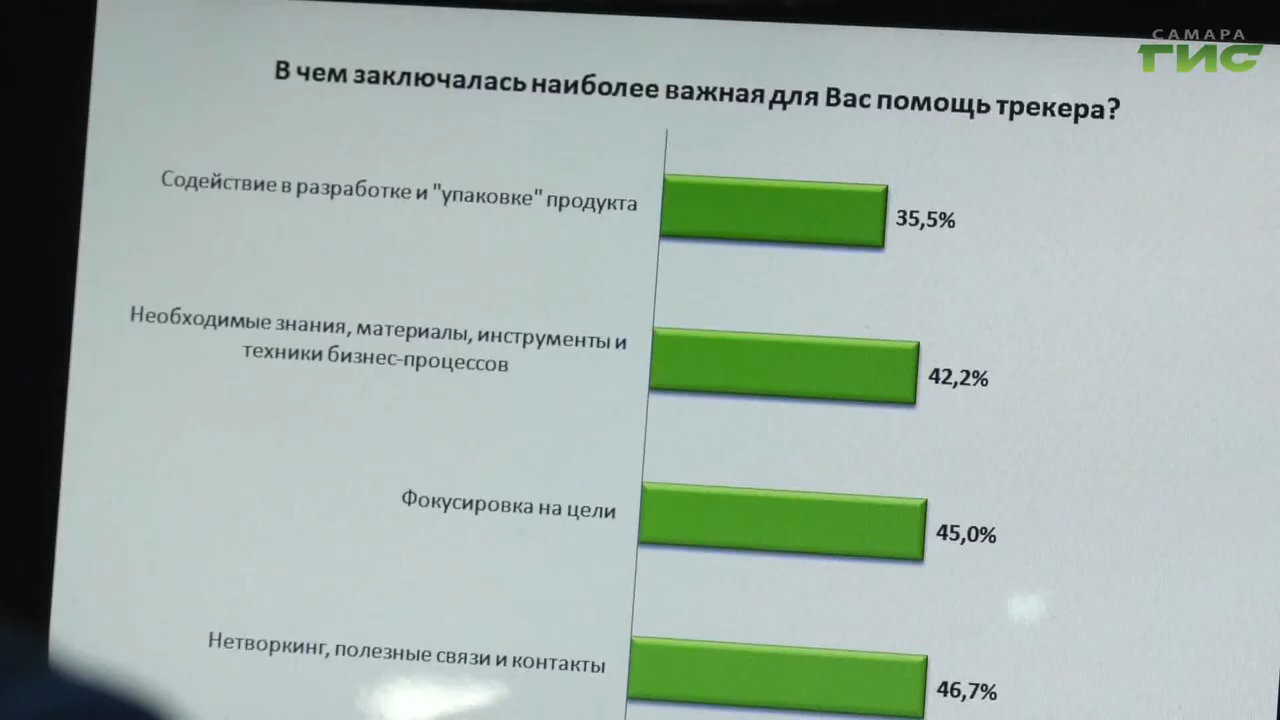 САМАРА
ГИС
В чем заключалась наиболее важная для Вас помощь трекера?
Содействие в разработке и "упаковке" продукта
35,5%
Необходимые знания, материалы, инструменты и
техники бизнес-процессов
42,2%
Фокусировка на цели
45,0%
Нетворкинг, полезные связи и контакты
46,7%